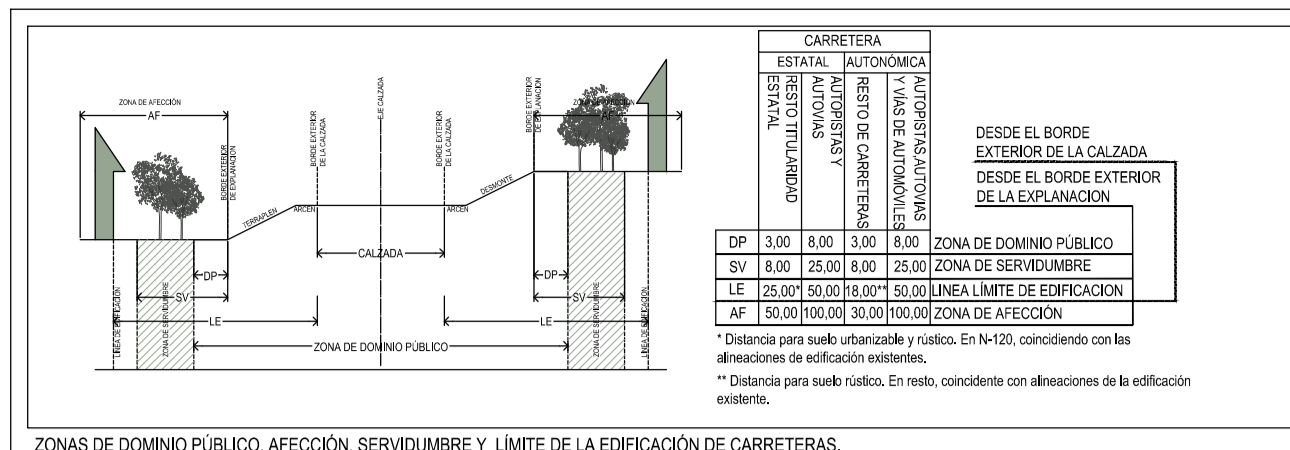 ZONA DE AFECCIÓN
AF
BORDE EXTERIOR
DE EXPLANACION
BORDE EXTERIOR
DE LA CALZADA
EJE CALZADA
BORDE EXTERIOR
DE LA CALZADA
BORDE EXTERIOR
DE EXPLANACION
ZONA DE AFECCION
AF
TERRAPLEN
ARCEN
ARCEN
DESMONTE
CALZADA
DP
DP
SV
SV
LE
LE
LINEA DE EDIFICACION
ZONA DE SERVIDUMBRE
ZONA DE DOMINIO PÚBLICO
ZONA DE SERVIDUMBRE
LINEA DE EDIFICACION
CARRETERA
ESTATAL AUTONÓMICA
RESTO TITULARIDAD
ESTATAL
AUTOPISTAS Y
AUTOVIAS
RESTO DE CARRETERAS
AUTOPISTAS,AUTOVIAS
Y VÍAS DE AUTOMÓVILES
DESDE EL BORDE
EXTERIOR DE LA CALZADA
DESDE EL BORDE EXTERIOR
DE LA EXPLANACION
DP 3,00 8,00 3,00 8,00 ZONA DE DOMINIO PÚBLICO
SV 8,00 25,00 8,00 25,00 ZONA DE SERVIDUMBRE
LE 25,00* 50,00 18,00** 50,00 LINEA LÍMITE DE EDIFICACION
AF 50,00 100,00 30,00 100,00 ZONA DE AFECCIÓN
* Distancia para suelo urbanizable y rústico. En N-120, coincidiendo con las
alineaciones de edificación existentes.
** Distancia para suelo rústico. En resto, coincidente con alineaciones de la edificación
existente.
ZONAS DE DOMINIO PÚBLICO, AFECCIÓN, SERVIDUMBRE Y LÍMITE DE LA EDIFICACIÓN DE CARRETERAS.